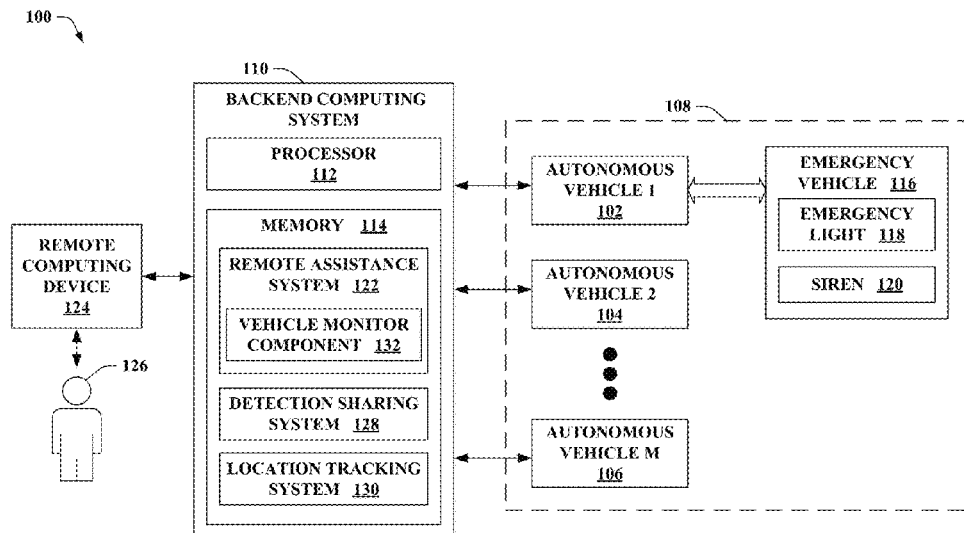 100
110
BACKEND COMPUTING
SYSTEM
PROCESSOR
112
MEMORY 114
REMOTE ASSISTANCE
SYSTEM 122
VEHICLE MONITOR
COMPONENT 132
DETECTION SHARING
SYSTEM 128
LOCATION TRACKING
SYSTEM 130
REMOTE
COMPUTING
DEVICE
124
126
108
AUTONOMOUS
VEHICLE 1
102
AUTONOMOUS
VEHICLE 2
104
AUTONOMOUS
VEHICLE M
106
EMERGENCY
VEHICLE 116
EMERGENCY
LIGHT 118
SIREN 120